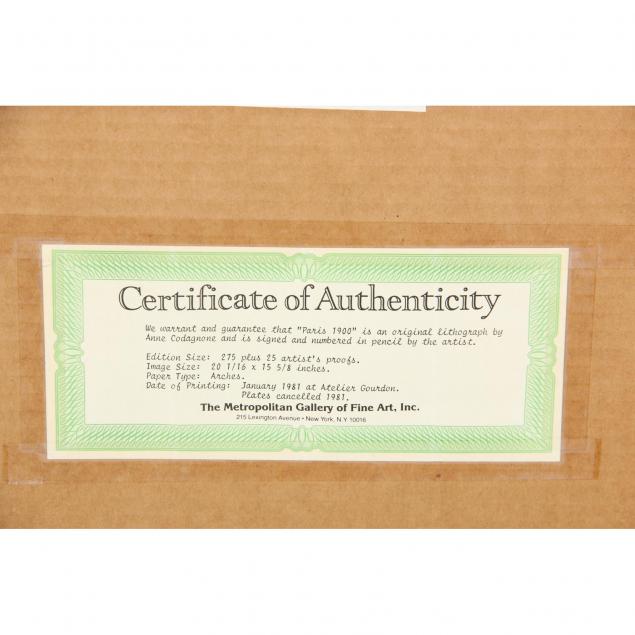 Certificate of Authenticity
We warrant and guarantee that "Paris 1900" is an original lithograph by
Anne Codagnone and is signed and numbered in pencil by the artist.
Edition Size: 275 plus 25 artist's proofs.
Image Size: 20 1/16 x 15 5/8 inches.
Paper Type: Arches.
Date of Printing: January 1981 at Atelier Gourdon.
Plates cancelled 1981.
The Metropolitan Gallery of Fine Art, Inc.
215 Lexington Avenue • New York, N.Y 10016